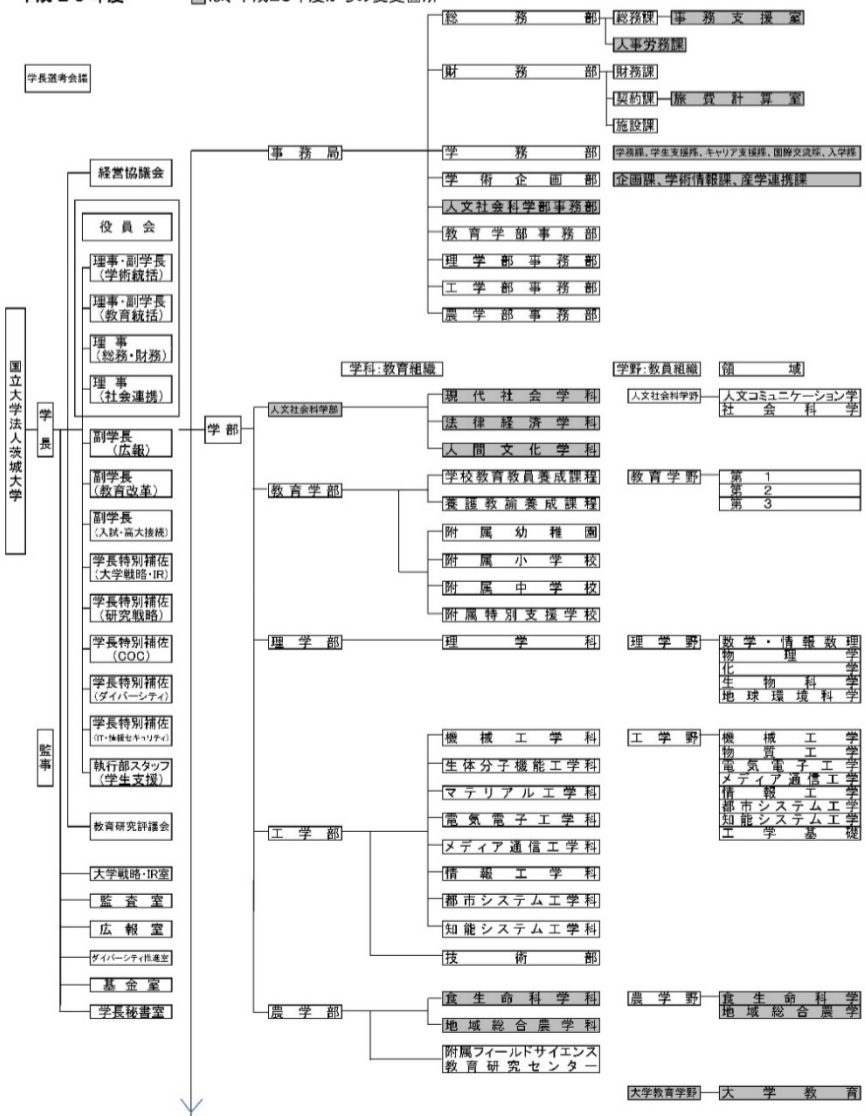 総務部
総務課
事務支援室
人事労務課
学長選考会議
財務部
財務課
契約課
旅費計算室
施設課
事務局
学務部
学務課、学生支援課、キャリア支援課、国際交流課、入学課
経営協議会
学術企画部
企画課、学術情報課、産学連携課
人文社会科学部事務部
教育学部事務部
理学部事務部
工学部事務部
農学部事務部
役員会
理事・副学長
(学術統括)
理事・副学長
(教育統括)
理事
(総務・財務)
理事
(社会連携)
国立大学法人茨城大学
学長
副学長
(広報)
副学長
(教育改革)
副学長
(入試・高大接続)
学長特別補佐
(大学戦略・IR)
学長特別補佐
(研究戦略)
学長特別補佐
(COC)
学長特別補佐
(ダイバーシティ)
学長特別補佐
(IT・情報セキュリティ)
執行部スタッフ
(学生支援)
監事
教育研究評議会
大学戦略・IR室
監査室
広報室
ダイバーシティ推進室
基金室
学長秘書室
学科:教育組織
学野:教員組織
領域
学部
人文社会科学部
現代社会学科
法律経済学科
人間文化学科
人文社会科学野
人文コミュニケーション学
社会科学
教育学部
学校教育教員養成課程
養護教諭養成課程
附属幼稚園
附属小学校
附属中学校
附属特別支援学校
教育学野
第1
第2
第3
理学部
理学科
理学野
数学・情報数理
物理学
化学
生物科学
地球環境科学
工学部
機械工学科
生体分子機能工学科
マテリアル工学科
電気電子工学科
メディア通信工学科
情報工学科
都市システム工学科
知能システム工学科
技術部
工学野
機械工学
物質工学
電気電子工学
メディア通信工学
情報工学
都市システム工学
知能システム工学
工学基礎
農学部
食生命科学科
地域総合農学科
附属フィールドサイエンス
教育研究センター
農学野
食生命科学
地域総合農学
大学教育学野
大学教育